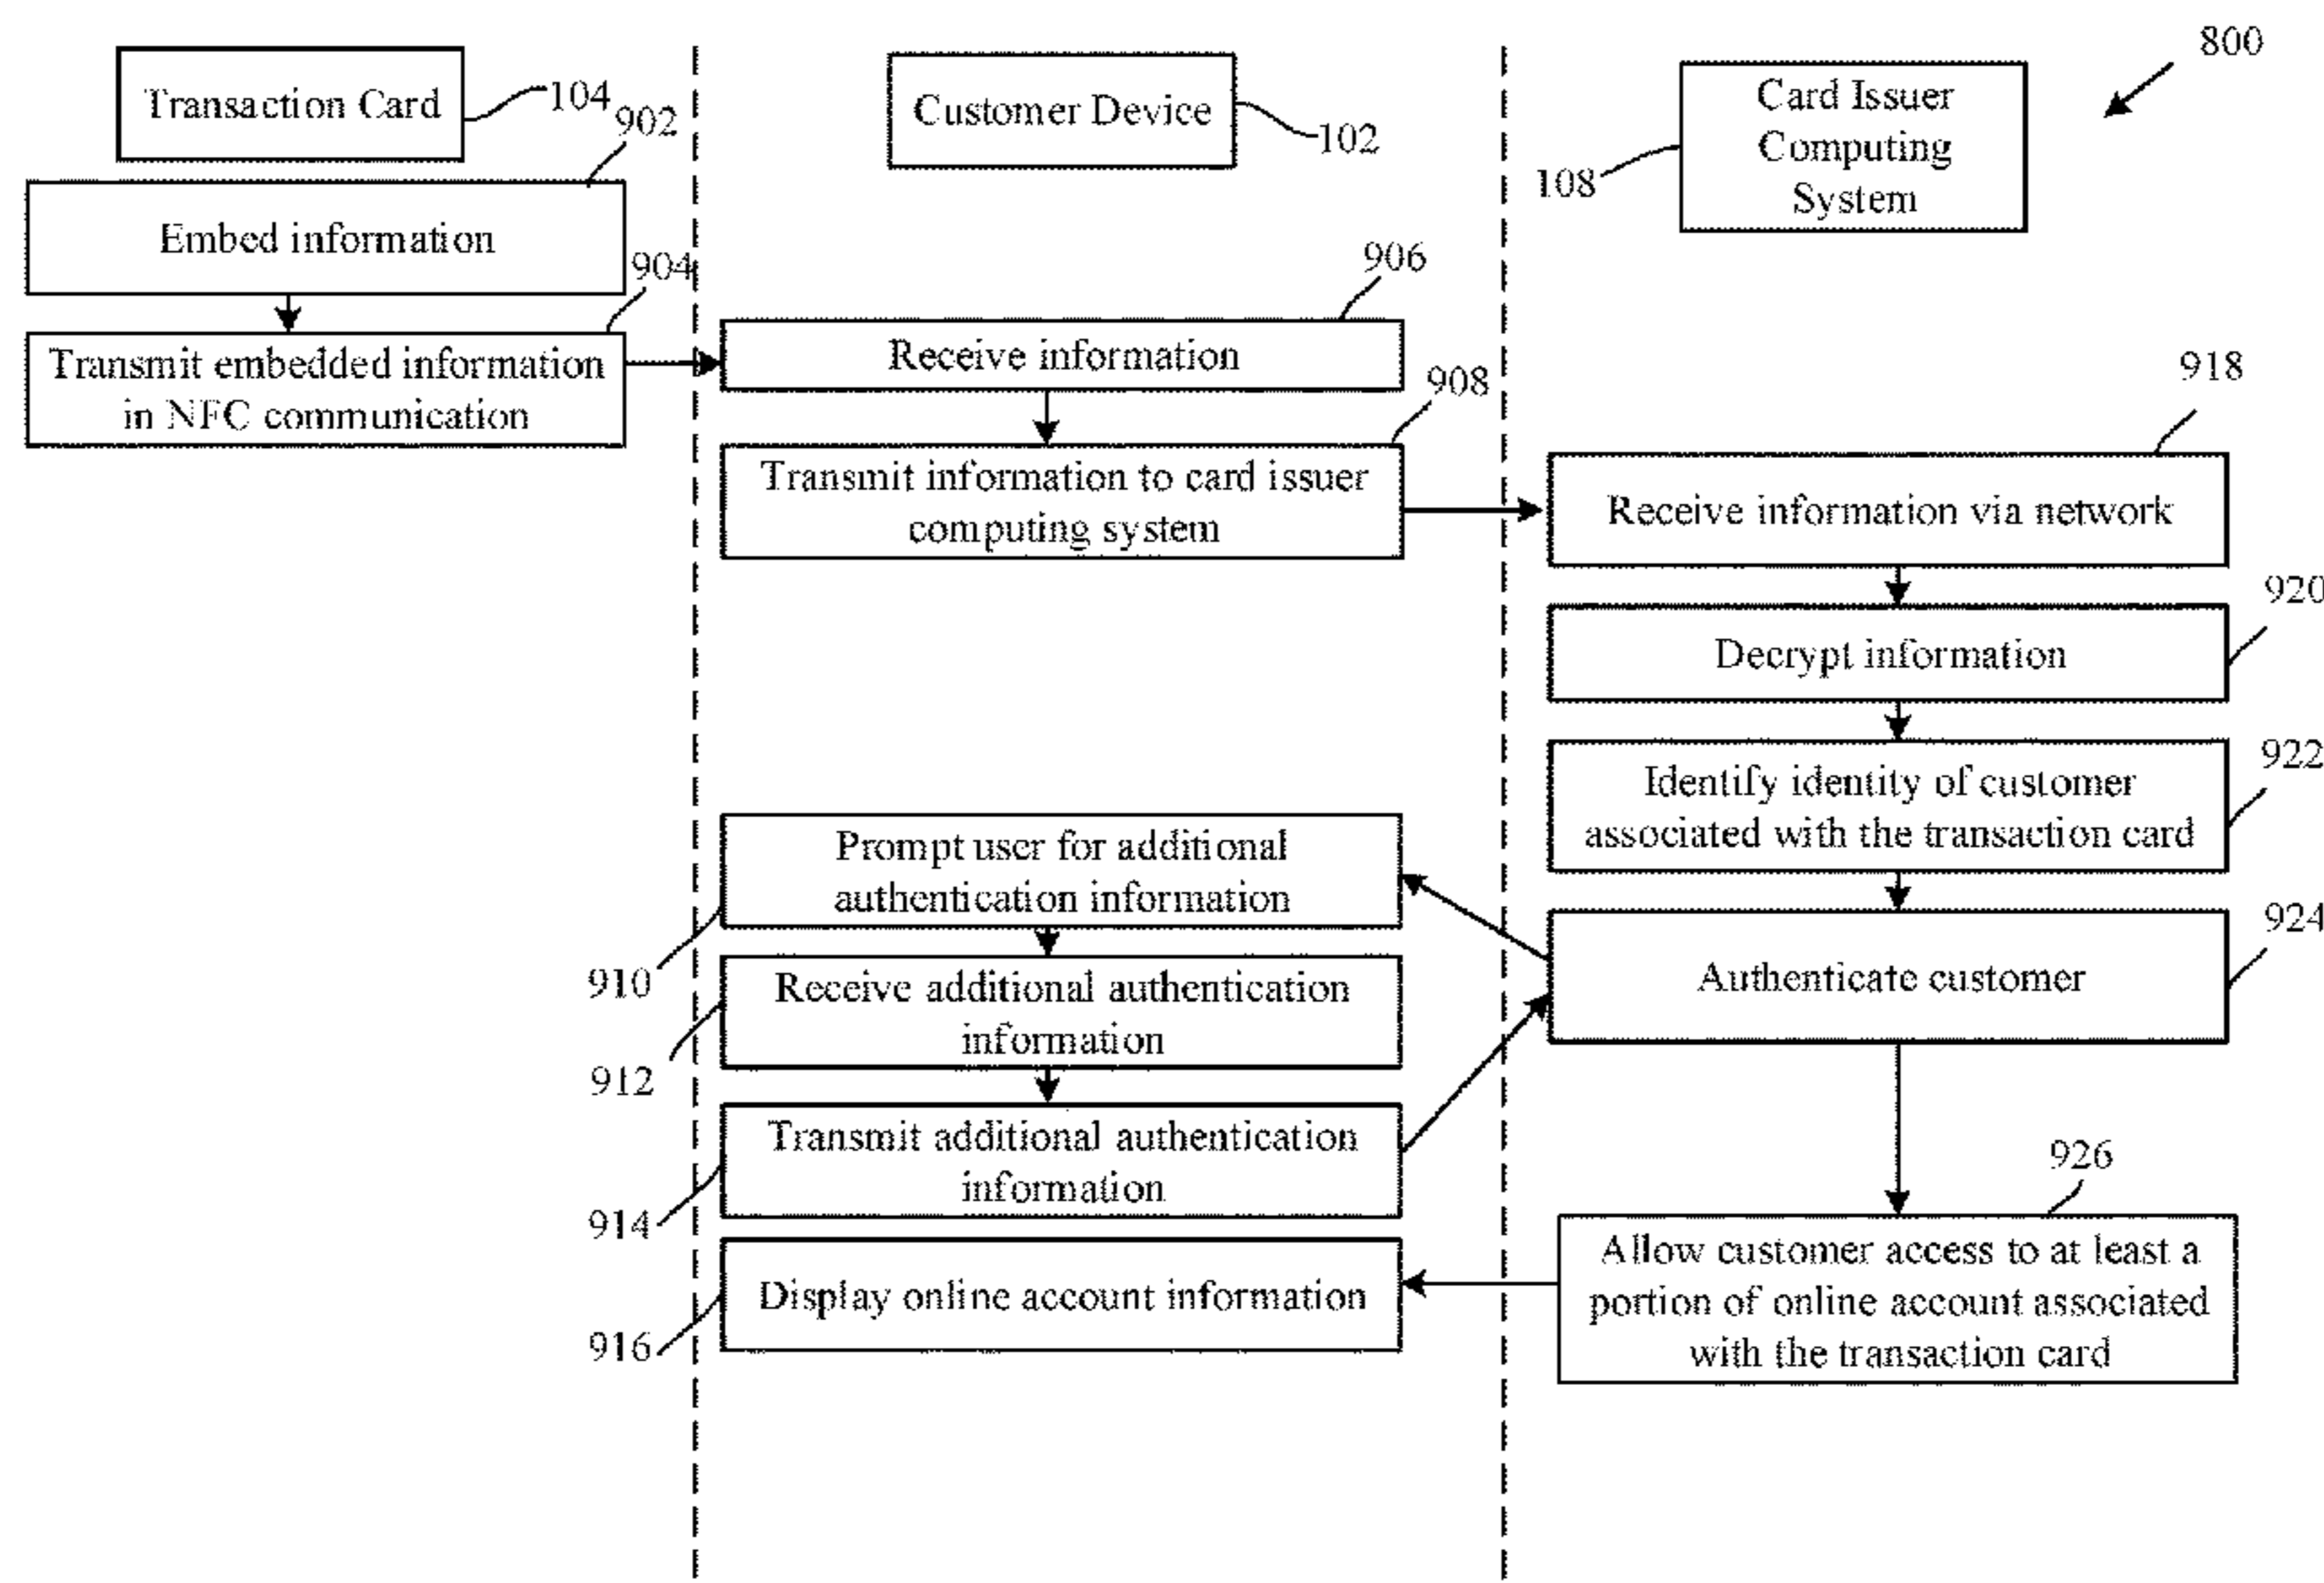 800
Transaction Card
104
Customer Device
102
Card Issuer
Computing
System
108
902
Embed information
904
Transmit embedded information
in NFC communication
906
Receive information
908
Transmit information to card issuer
computing system
918
Receive information via network
920
Decrypt information
922
Identify identity of customer
associated with the transaction card
924
Authenticate customer
Prompt user for additional
authentication information
910
Receive additional authentication
information
912
Transmit additional authentication
information
914
926
Allow customer access to at least a
portion of online account associated
with the transaction card
Display online account information
916